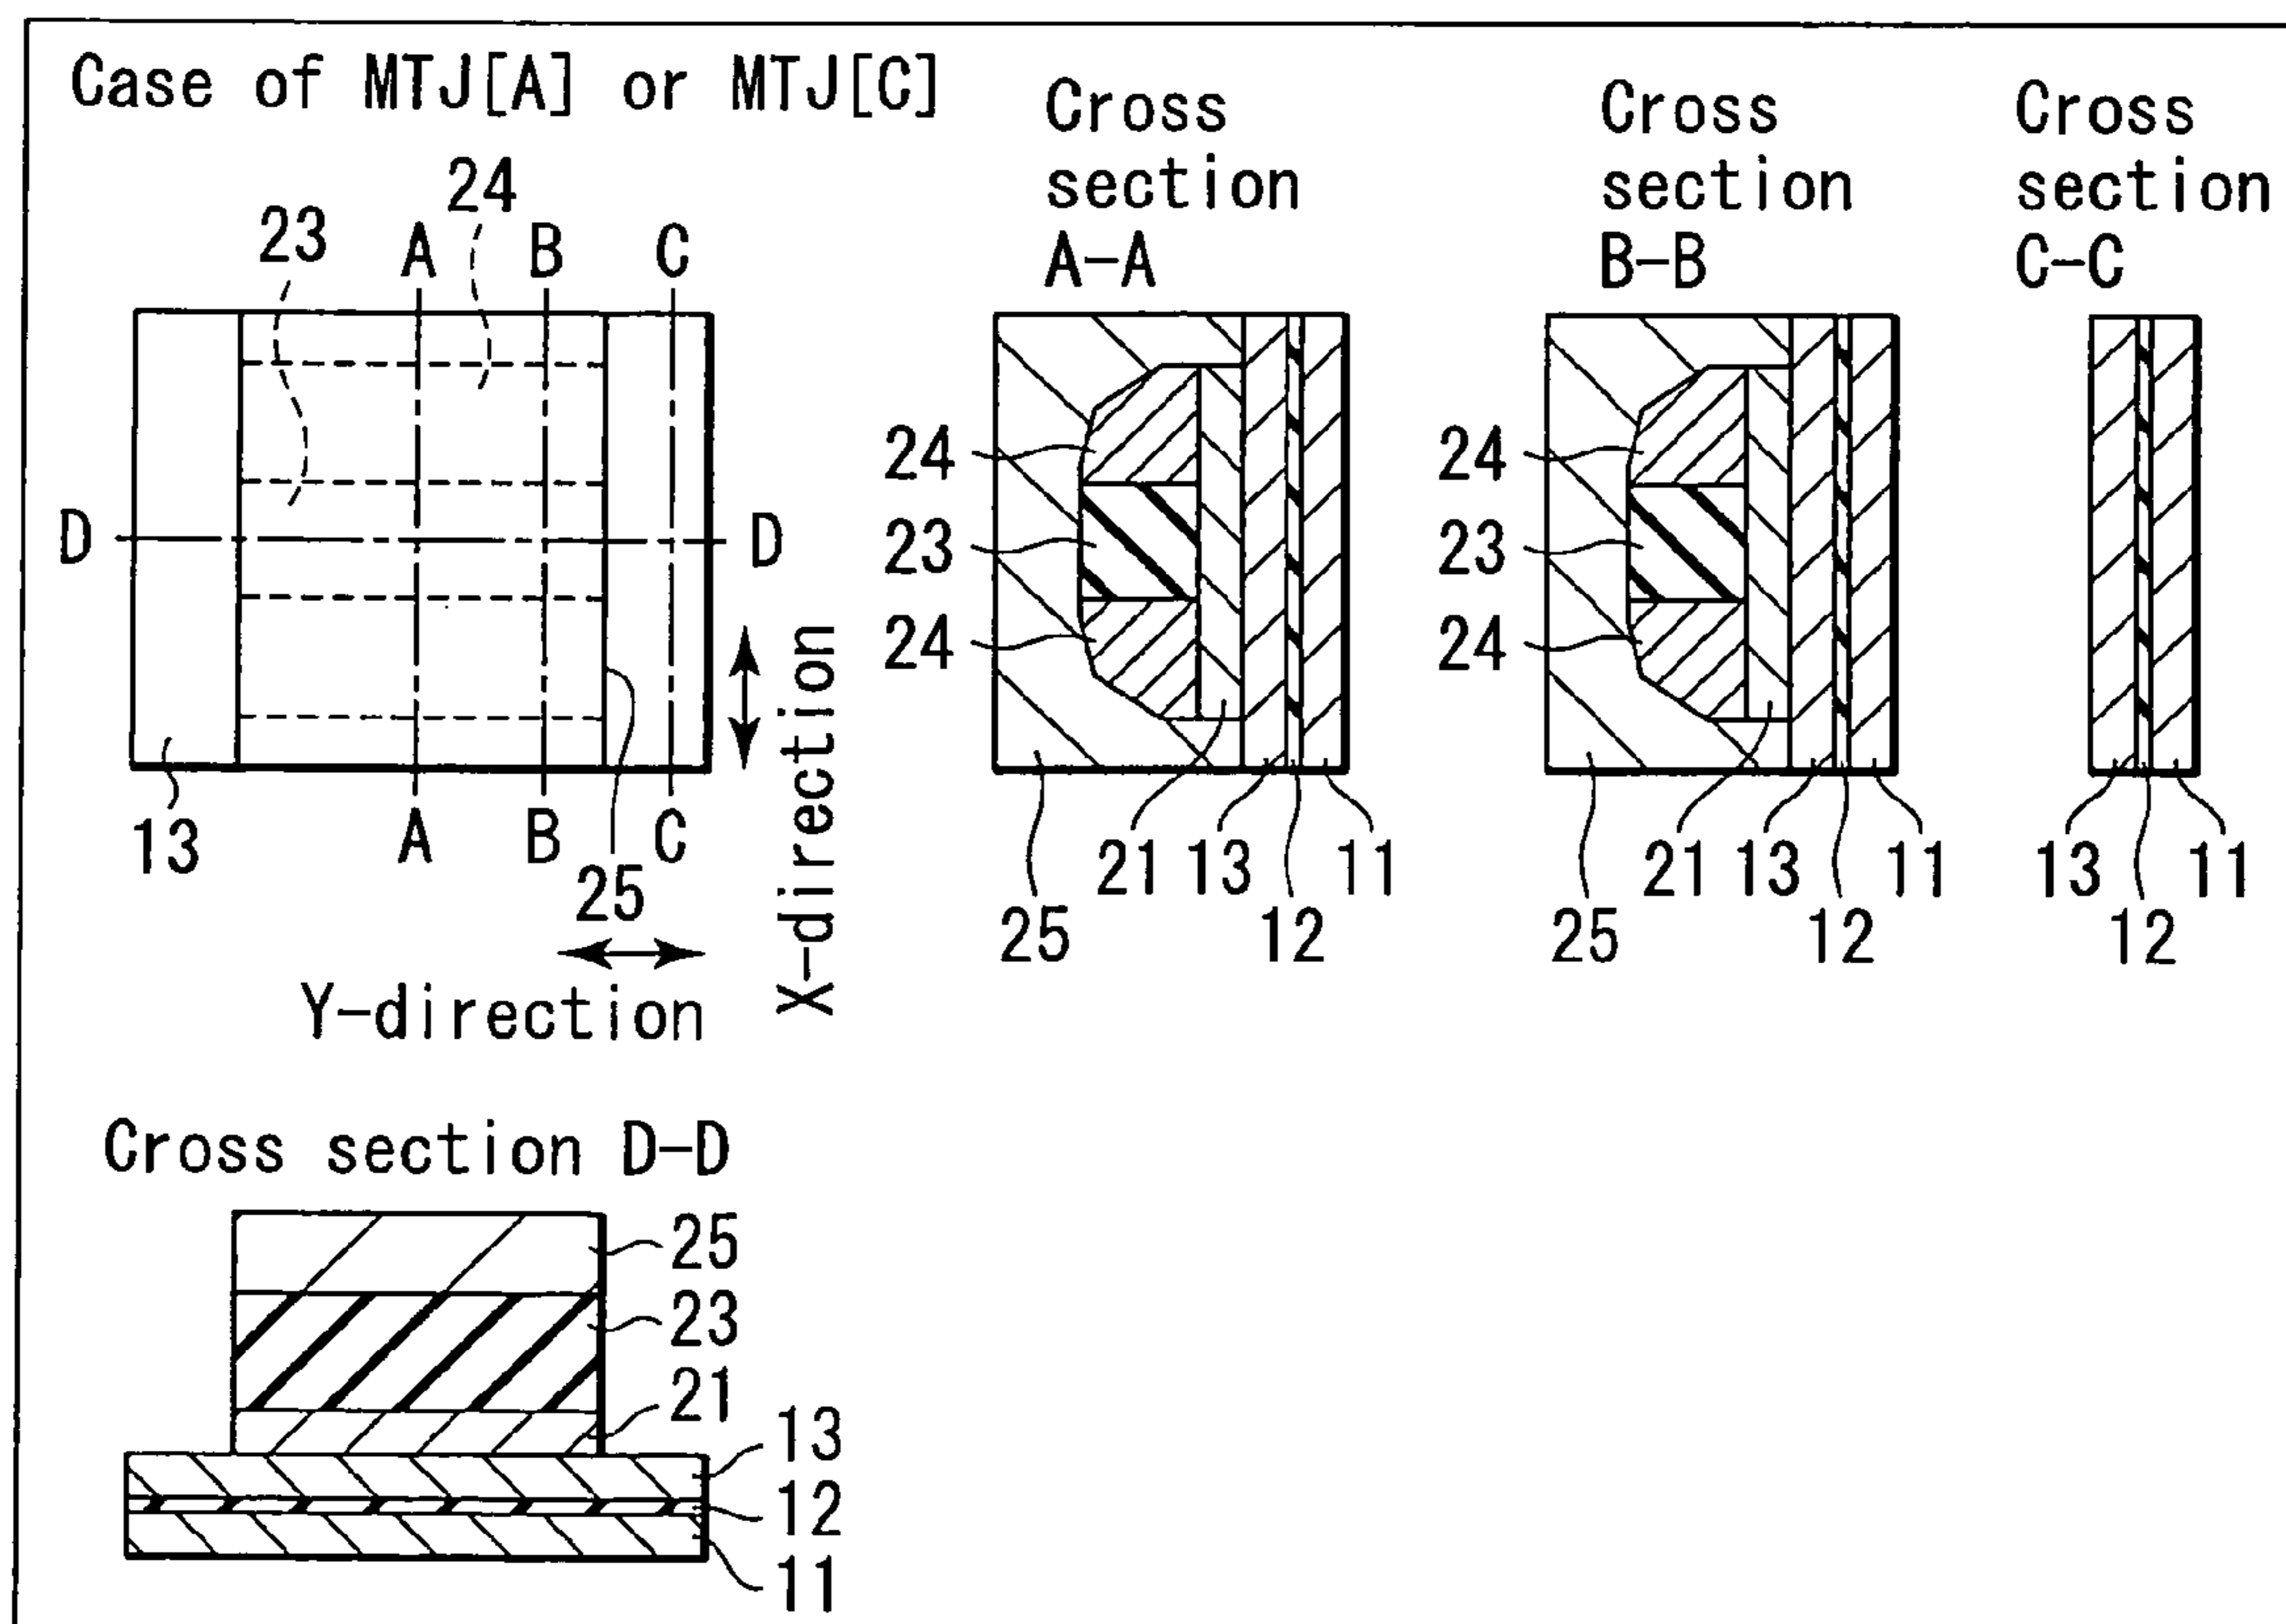 Case of MTJ[A] or MTJ[C]
23
24
A
B
C
D
D
13
A
B
C
25
X-direction
Y-direction
Cross
section
A-A
24
23
24
21
13
11
25
12
Cross
section
B-B
24
23
24
21
13
11
25
12
Cross
section
C-C
13
11
12
Cross section D-D
25
23
21
13
12
11